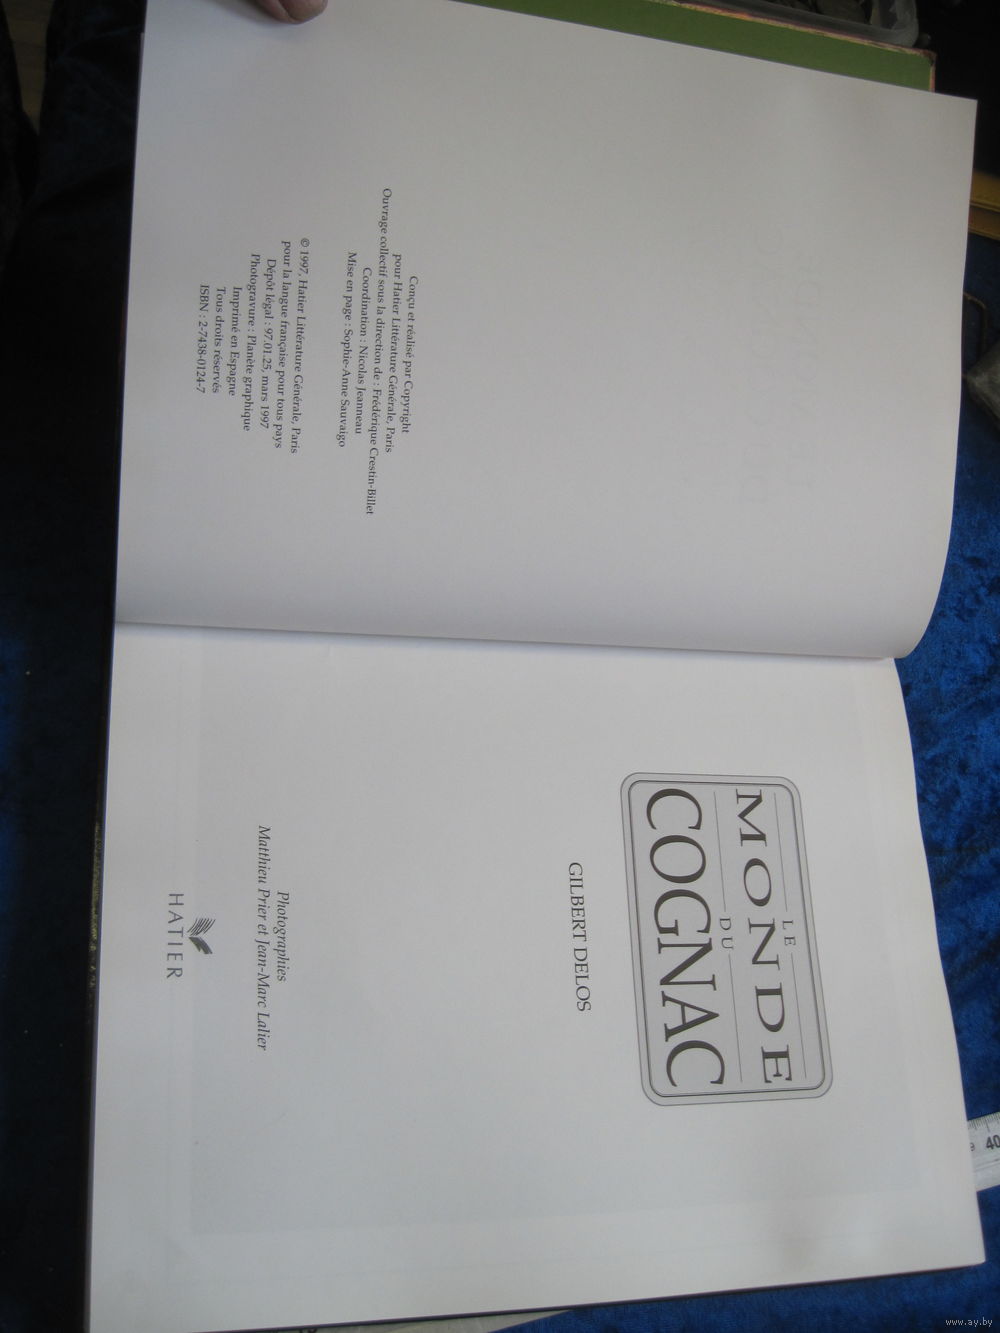 Conçu et réalisé par Copyright
pour Hatier Littérature Générale, Paris
Ouvrage collectif sous la direction de : Frédérique Crestin-Billet
Coordination : Nicolas Jeanneau
Mise en page : Sophie-Anne Sauvaigo
© 1997, Hatier Littérature Générale, Paris
pour la langue française pour tous pays
Dépôt légal : 97.01.25, mars 1997
Photogravure : Planète graphique
Imprimé en Espagne
Tous droits réservés
ISBN : 2-7438-0124-7
LE
MONDE
DU
COGNAC
GILBERT DELOS
Photographies
Matthieu Prier et Jean-Marc Lalier
HATIER
40
www.ay.by